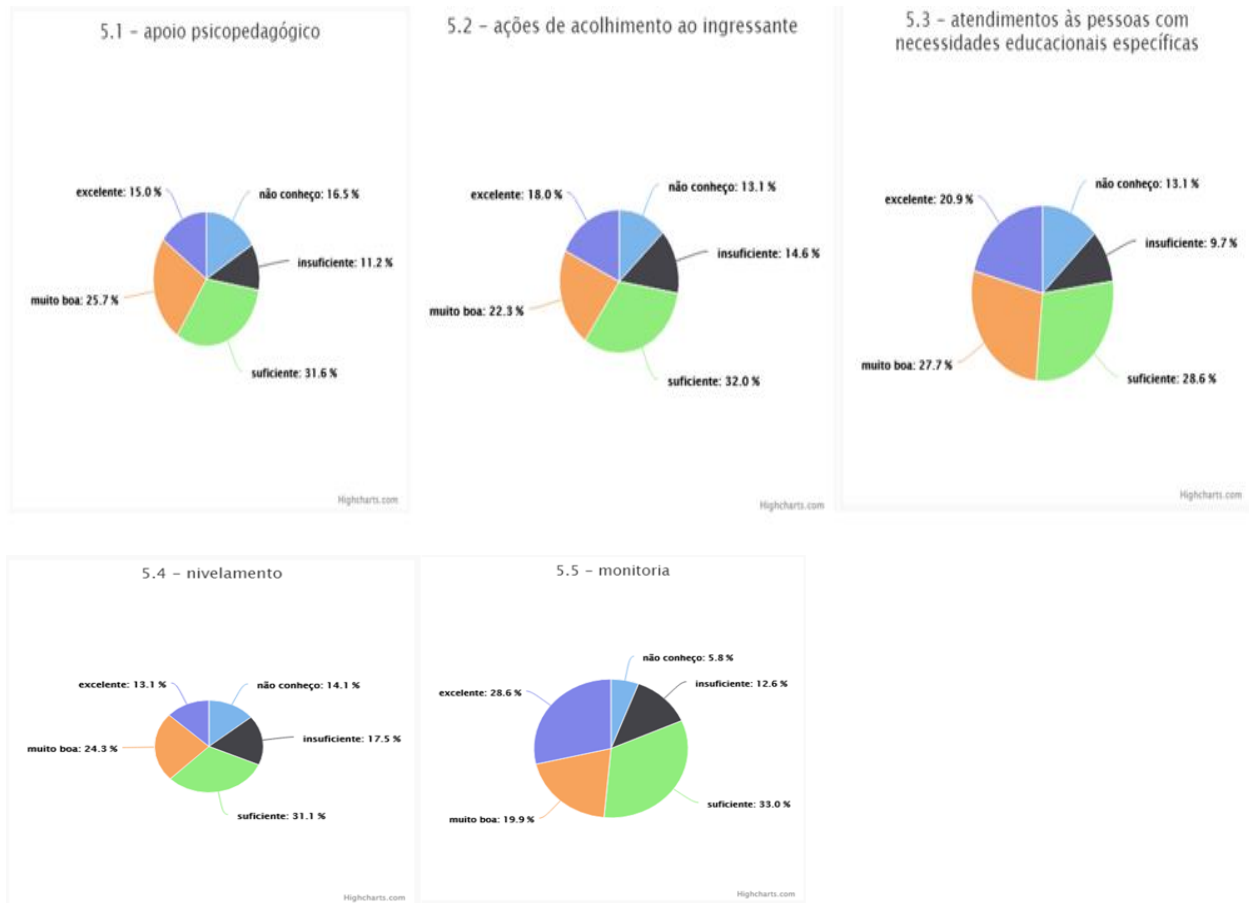 5.1 – apoio psicopedagógico
excelente: 15.0 %
não conheço: 16.5 %
insuficiente: 11.2 %
muito boa: 25.7 %
suficiente: 31.6 %
Highcharts.com
5.2 – ações de acolhimento ao ingressante
excelente: 18.0 %
não conheço: 13.1 %
insuficiente: 14.6 %
muito boa: 22.3 %
suficiente: 32.0 %
Highcharts.com
5.3 – atendimentos às pessoas com
necessidades educacionais específicas
excelente: 20.9 %
não conheço: 13.1 %
insuficiente: 9.7 %
muito boa: 27.7 %
suficiente: 28.6 %
Highcharts.com
5.4 – nivelamento
excelente: 13.1 %
não conheço: 14.1 %
insuficiente: 17.5 %
muito boa: 24.3 %
suficiente: 31.1 %
Highcharts.com
5.5 – monitoria
não conheço: 5.8 %
excelente: 28.6 %
insuficiente: 12.6 %
muito boa: 19.9 %
suficiente: 33.0 %
Highcharts.com